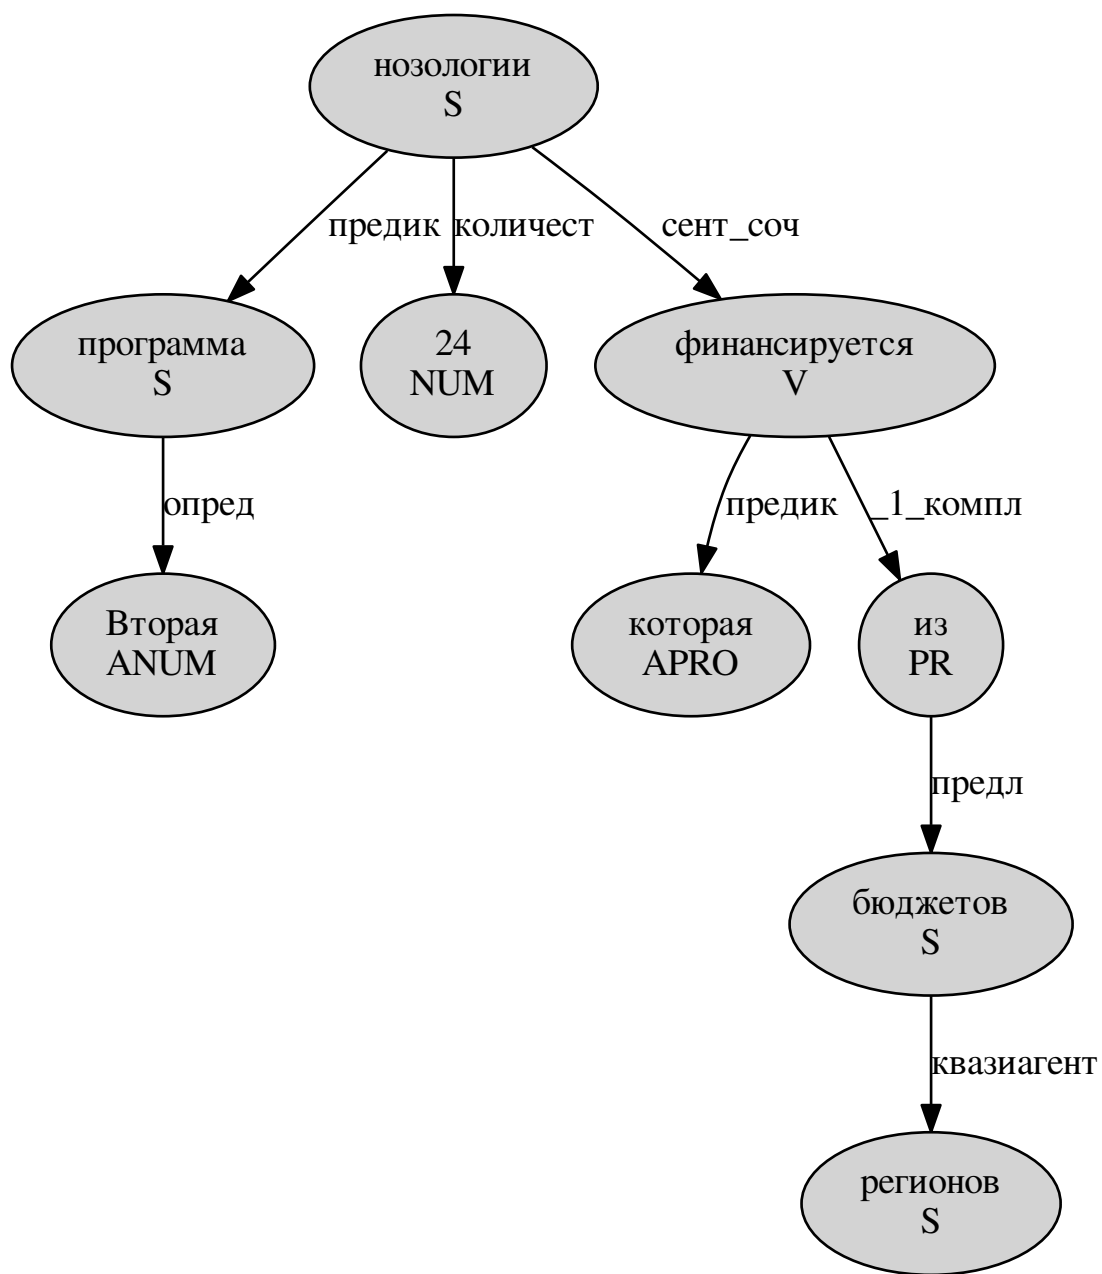 нозологии
S
предик
количест
сент_соч
программа
S
24
NUM
финансируется
V
опред
предик
_1_компл
Вторая
ANUM
которая
APRO
из
PR
предл
бюджетов
S
квазиагент
регионов
S